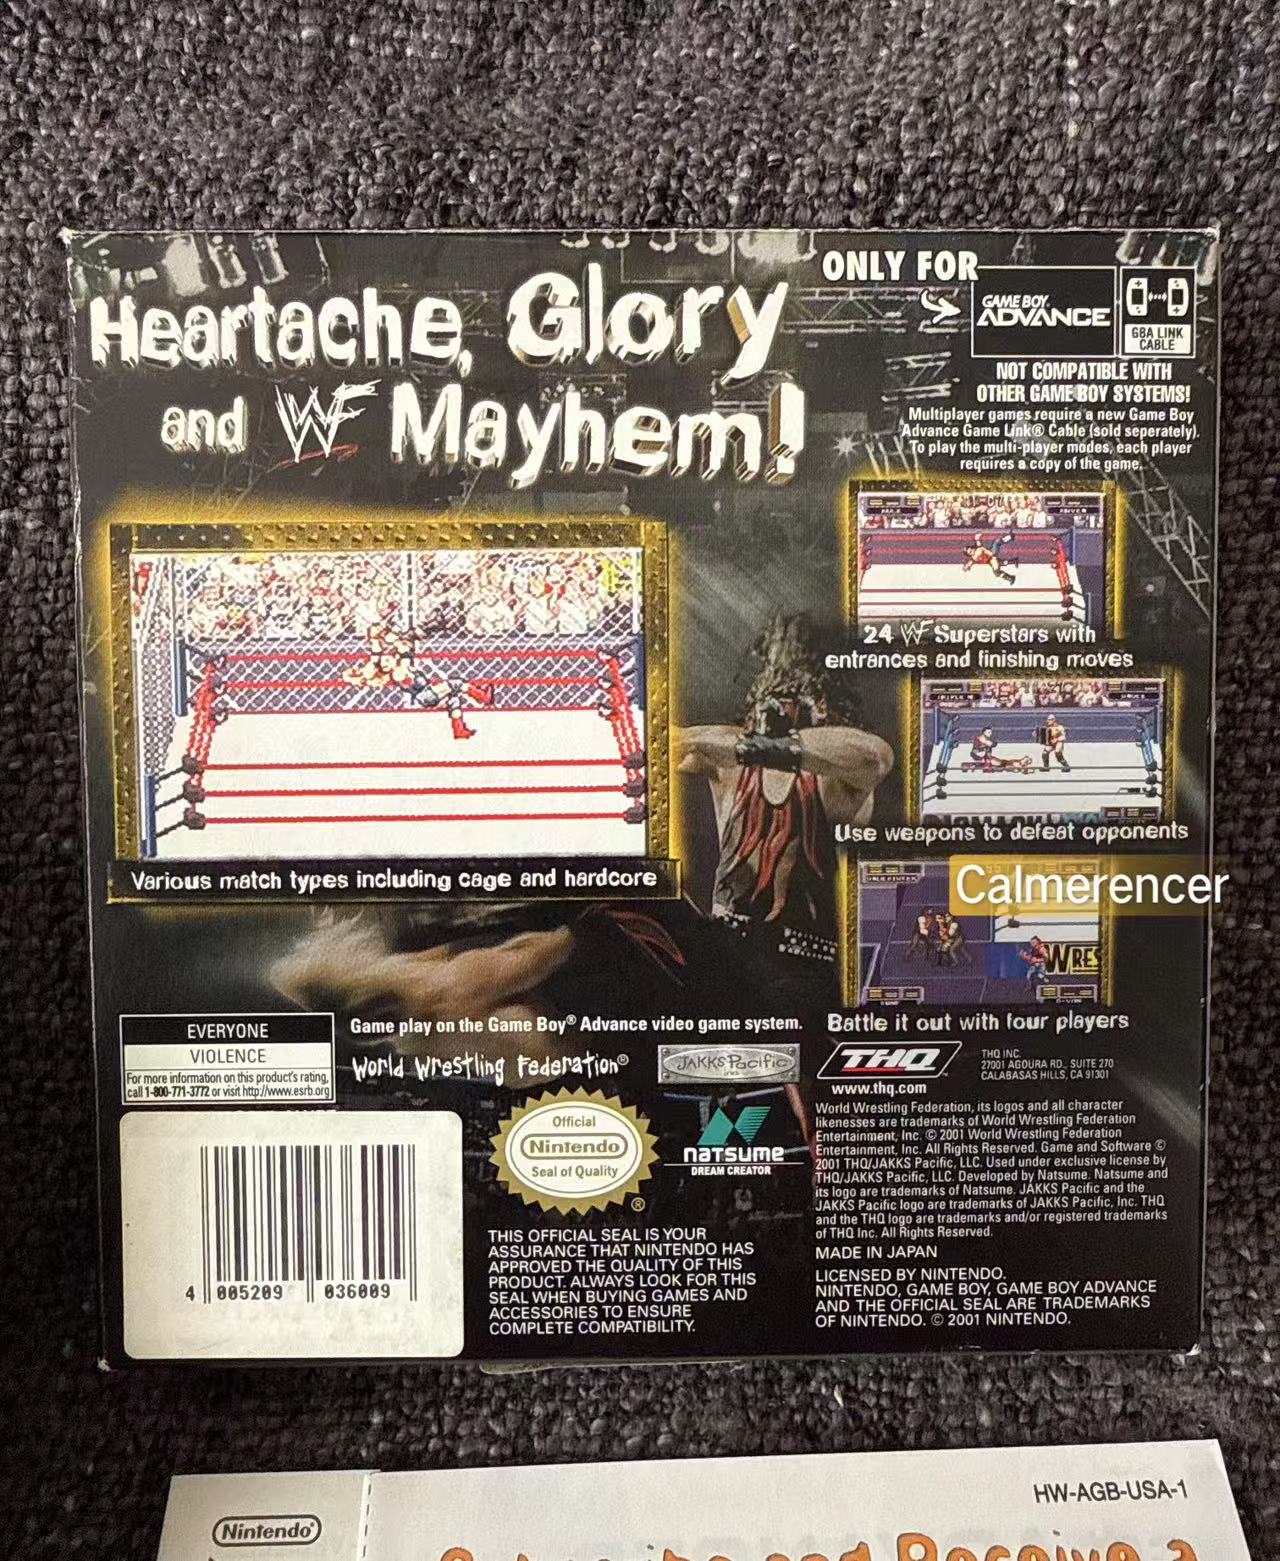 Heartache, Glory
and WF Mayhem!
ONLY FOR
GAME BOY
ADVANCE
GBA LINK
CABLE
NOT COMPATIBLE WITH
OTHER GAME BOY SYSTEMS!
Multiplayer games require a new Game Boy
Advance Game Link® Cable (sold seperately).
To play the multi-player modes, each player
requires a copy of the game.
24 WF Superstars with
entrances and finishing moves
Use weapons to defeat opponents
Various match types including cage and hardcore
Calmerencer
WRES
Battle it out with four players
EVERYONE
VIOLENCE
For more information on this product's rating,
call 1-800-771-3772 or visit http://www.esrb.org
Game play on the Game Boy® Advance video game system.
World Wrestling Federation®
JAKKS Pacific
INC.
THQ
www.thq.com
THQ INC.
27001 AGOURA RD., SUITE 270
CALABASAS HILLS, CA 91301
Official
Nintendo
Seal of Quality
®
natsume
DREAM CREATOR
World Wrestling Federation, its logos and all character
likenesses are trademarks of World Wrestling Federation
Entertainment, Inc. © 2001 World Wrestling Federation
Entertainment, Inc. All Rights Reserved. Game and Software ©
2001 THQ/JAKKS Pacific, LLC. Used under exclusive license by
THQ/JAKKS Pacific, LLC. Developed by Natsume. Natsume and
its logo are trademarks of Natsume. JAKKS Pacific and the
JAKKS Pacific logo are trademarks of JAKKS Pacific, Inc. THQ
and the THQ logo are trademarks and/or registered trademarks
of THQ Inc. All Rights Reserved.
MADE IN JAPAN
LICENSED BY NINTENDO.
NINTENDO, GAME BOY, GAME BOY ADVANCE
AND THE OFFICIAL SEAL ARE TRADEMARKS
OF NINTENDO. © 2001 NINTENDO.
THIS OFFICIAL SEAL IS YOUR
ASSURANCE THAT NINTENDO HAS
APPROVED THE QUALITY OF THIS
PRODUCT. ALWAYS LOOK FOR THIS
SEAL WHEN BUYING GAMES AND
ACCESSORIES TO ENSURE
COMPLETE COMPATIBILITY.
4 005209 036009
HW-AGB-USA-1
Nintendo®
and Receive a